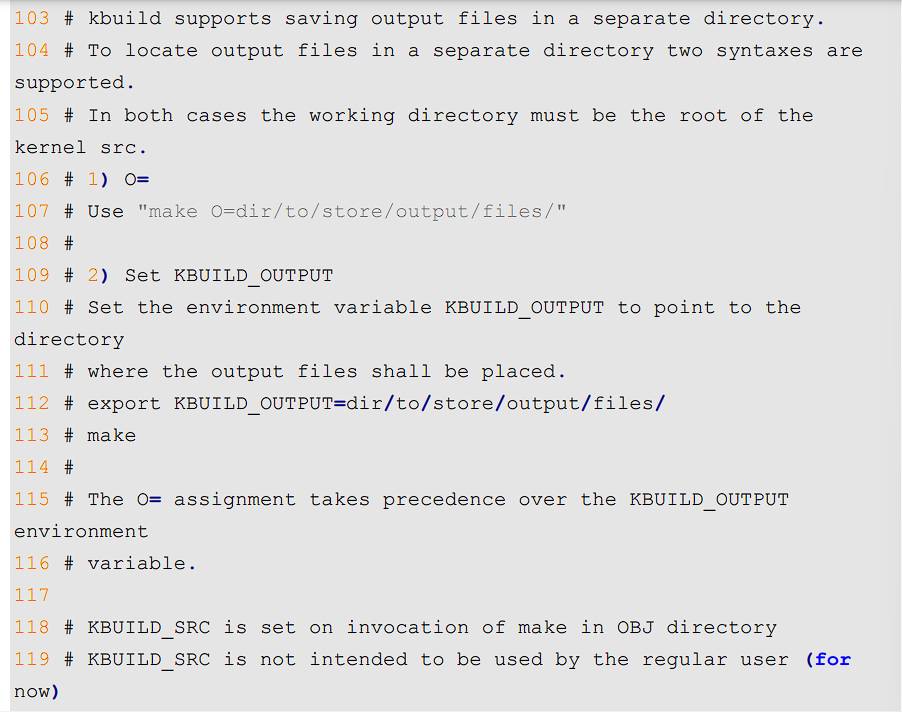 103 # kbuild supports saving output files in a separate directory.
104 # To locate output files in a separate directory two syntaxes are
supported.
105 # In both cases the working directory must be the root of the
kernel src.
106 # 1) O=
107 # Use "make O=dir/to/store/output/files/"
108 #
109 # 2) Set KBUILD_OUTPUT
110 # Set the environment variable KBUILD_OUTPUT to point to the
directory
111 # where the output files shall be placed.
112 # export KBUILD_OUTPUT=dir/to/store/output/files/
113 # make
114 #
115 # The O= assignment takes precedence over the KBUILD_OUTPUT
environment
116 # variable.
117
118 # KBUILD_SRC is set on invocation of make in OBJ directory
119 # KBUILD_SRC is not intended to be used by the regular user (for
now)